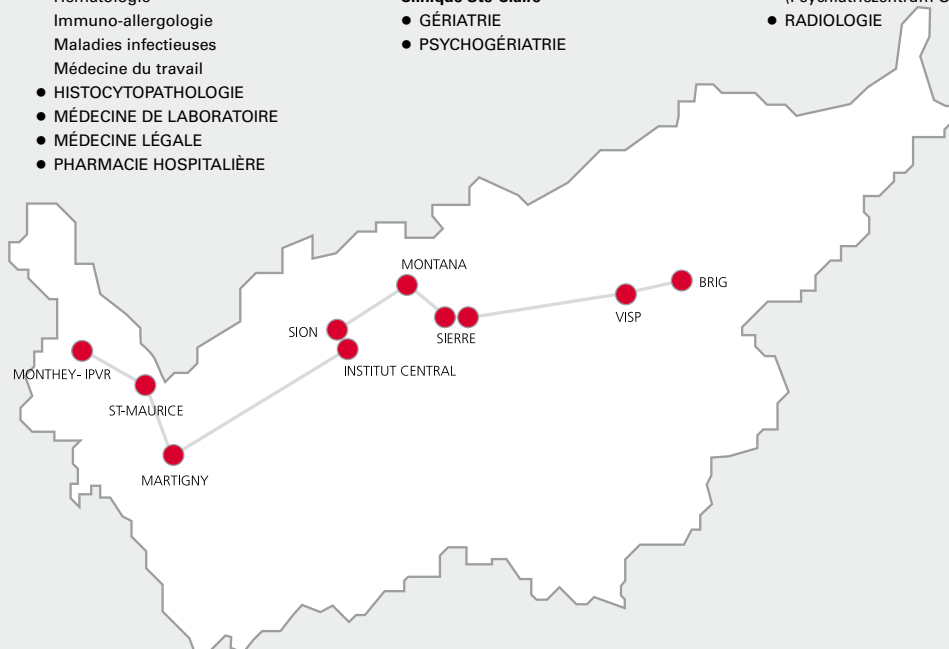 Immuno-allergologie
Maladies infectieuses
Médecine du travail
● HISTOCYTOPATHOLOGIE
● MÉDECINE DE LABORATOIRE
● MÉDECINE LÉGALE
● PHARMACIE HOSPITALIÈRE
● GÉRIATRIE
● PSYCHOGÉRIATRIE
● RADIOLOGIE
MONTANA
BRIG
VISP
SION
SIERRE
INSTITUT CENTRAL
MONTHEY-IPVR
ST-MAURICE
MARTIGNY